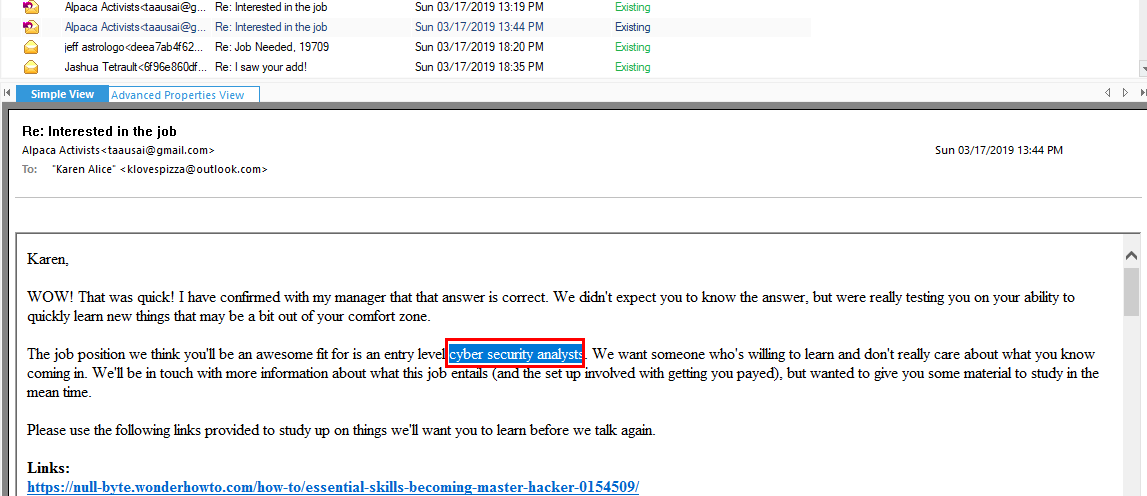 Alpaca Activists<taausai@g... Re: Interested in the job Sun 03/17/2019 13:19 PM Existing
Alpaca Activists<taausai@g... Re: Interested in the job Sun 03/17/2019 13:44 PM Existing
jeff astrologo<deea7ab4f62... Re: Job Needed, 19709 Sun 03/17/2019 18:20 PM Existing
Jashua Tetrault<6f96e860df... Re: I saw your add! Sun 03/17/2019 18:35 PM Existing
Simple View Advanced Properties View
Re: Interested in the job
Alpaca Activists<taausai@gmail.com> Sun 03/17/2019 13:44 PM
To: "Karen Alice" <klovespizza@outlook.com>
Karen,
WOW! That was quick! I have confirmed with my manager that that answer is correct. We didn't expect you to know the answer, but were really testing you on your ability to
quickly learn new things that may be a bit out of your comfort zone.
The job position we think you'll be an awesome fit for is an entry level cyber security analysts. We want someone who's willing to learn and don't really care about what you know
coming in. We'll be in touch with more information about what this job entails (and the set up involved with getting you payed), but wanted to give you some material to study in the
mean time.
Please use the following links provided to study up on things we'll want you to learn before we talk again.
Links:
https://null-byte.wonderhowto.com/how-to/essential-skills-becoming-master-hacker-0154509/